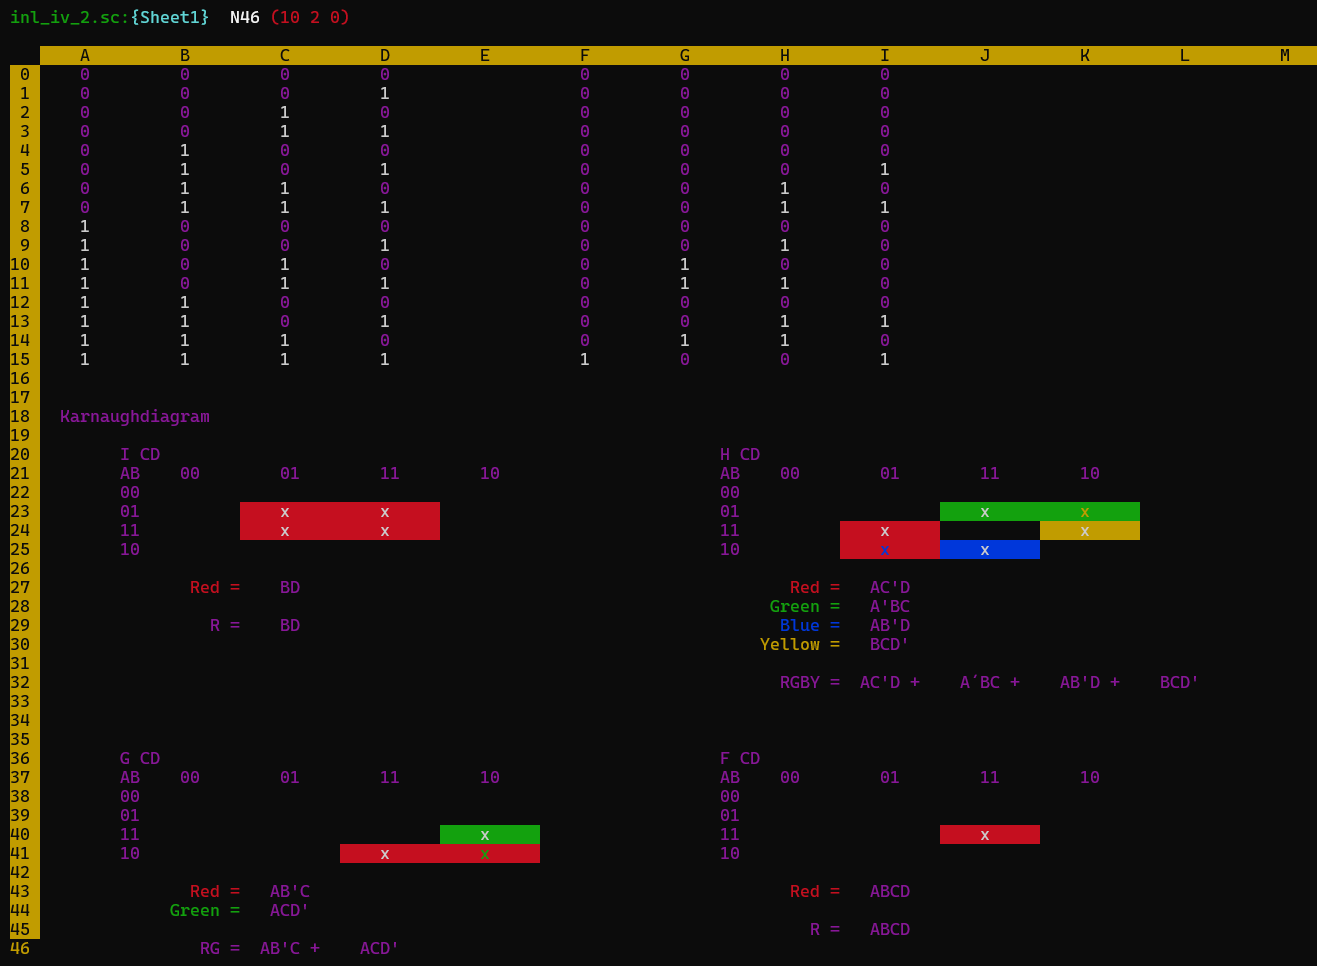 inl_iv_2.sc:{Sheet1}  N46 (10 2 0)
A B C D E F G H I J K L M
0 0 0 0 0 0 0 0 0
1 0 0 0 1 0 0 0 0
2 0 0 1 0 0 0 0 0
3 0 0 1 1 0 0 0 0
4 0 1 0 0 0 0 0 0
5 0 1 0 1 0 0 0 1
6 0 1 1 0 0 0 1 0
7 0 1 1 1 0 0 1 1
8 1 0 0 0 0 0 0 0
9 1 0 0 1 0 0 1 0
10 1 0 1 0 0 1 0 0
11 1 0 1 1 0 1 1 0
12 1 1 0 0 0 0 0 0
13 1 1 0 1 0 0 1 1
14 1 1 1 0 0 1 1 0
15 1 1 1 1 1 0 0 1
16
17
18 Karnaughdiagram
19
20 I CD H CD
21 AB 00 01 11 10 AB 00 01 11 10
22 00 00
23 01 x x 01 x x
24 11 x x 11 x x
25 10 10 x x
26
27 Red = BD Red = AC'D
28 Green = A'BC
29 R = BD Blue = AB'D
30 Yellow = BCD'
31
32 RGBY = AC'D + A´BC + AB'D + BCD'
33
34
35
36 G CD F CD
37 AB 00 01 11 10 AB 00 01 11 10
38 00 00
39 01 01
40 11 x 11 x
41 10 x x 10
42
43 Red = AB'C Red = ABCD
44 Green = ACD'
45 R = ABCD
46 RG = AB'C + ACD'